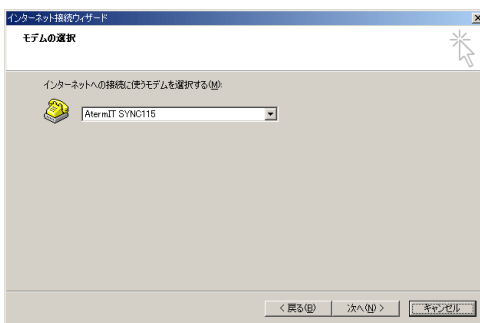 インターネット接続ウィザード
モデムの選択
インターネットへの接続に使うモデムを選択する(M):
AtermIT SYNC115
< 戻る(B)
次へ(N) >
キャンセル